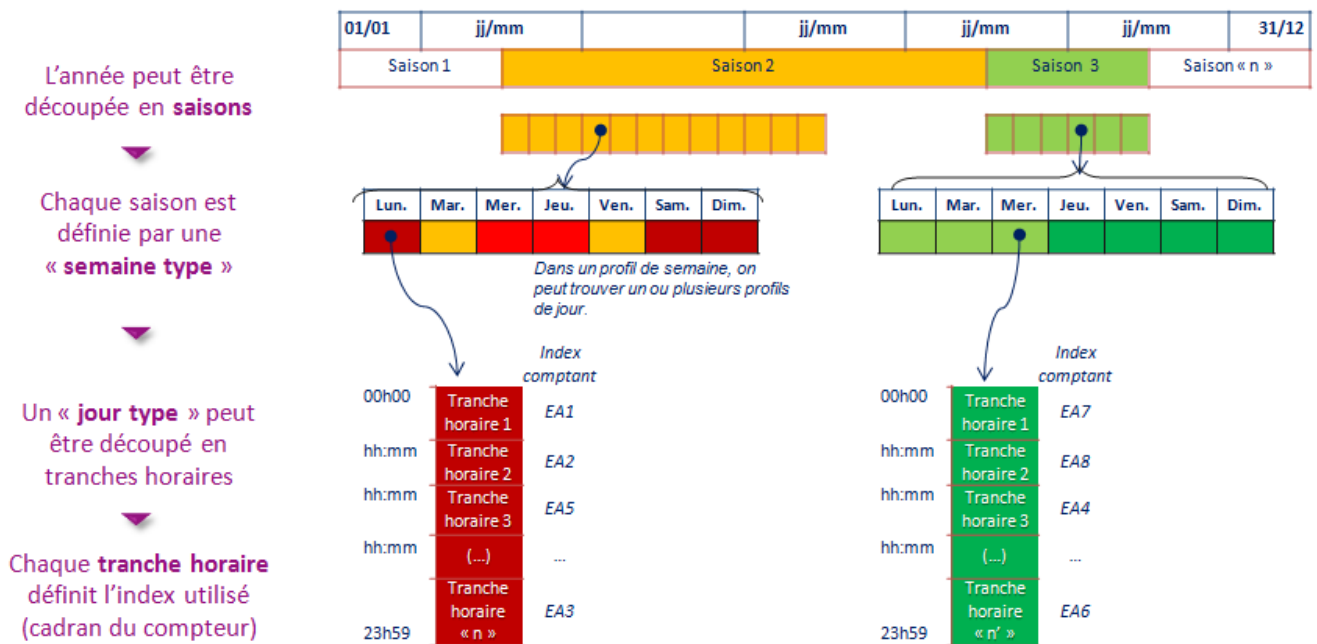 01/01 jj/mm jj/mm jj/mm jj/mm 31/12
Saison 1 Saison 2 Saison 3 Saison « n »
L'année peut être
découpée en saisons
Chaque saison est
définie par une
« semaine type »
Lun. Mar. Mer. Jeu. Ven. Sam. Dim.
Lun. Mar. Mer. Jeu. Ven. Sam. Dim.
Dans un profil de semaine, on
peut trouver un ou plusieurs profils
de jour.
Un « jour type » peut
être découpé en
tranches horaires
Chaque tranche horaire
définit l'index utilisé
(cadran du compteur)
Index
comptant
00h00
Tranche
horaire 1
EA1
hh:mm
Tranche
horaire 2
EA2
hh:mm
Tranche
horaire 3
EA5
hh:mm
(...)
...
Tranche
horaire
« n »
EA3
23h59
Index
comptant
00h00
Tranche
horaire 1
EA7
hh:mm
Tranche
horaire 2
EA8
hh:mm
Tranche
horaire 3
EA4
hh:mm
(...)
...
Tranche
horaire
« n' »
EA6
23h59